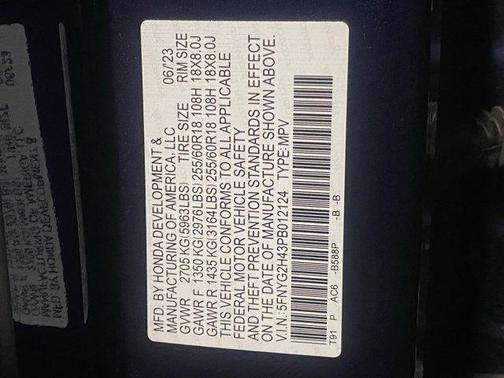 MFD. BY HONDA DEVELOPMENT &
MANUFACTURING OF AMERICA, LLC 06/23
GVWR 2705 KG(5963LBS) TIRE SIZE RIM SIZE
GAWR F 1350 KG(2976LBS)/255/60R18 108H 18X8.0J
GAWR R 1435 KG(3164LBS)/255/60R18 108H 18X8.0J
THIS VEHICLE CONFORMS TO ALL APPLICABLE
FEDERAL MOTOR VEHICLE SAFETY
AND THEFT PREVENTION STANDARDS IN EFFECT
ON THE DATE OF MANUFACTURE SHOWN ABOVE.
V.I.N. 5FNYG2H43PB012124 TYPE:MPV
T91 P AC6 -B588P -B -B